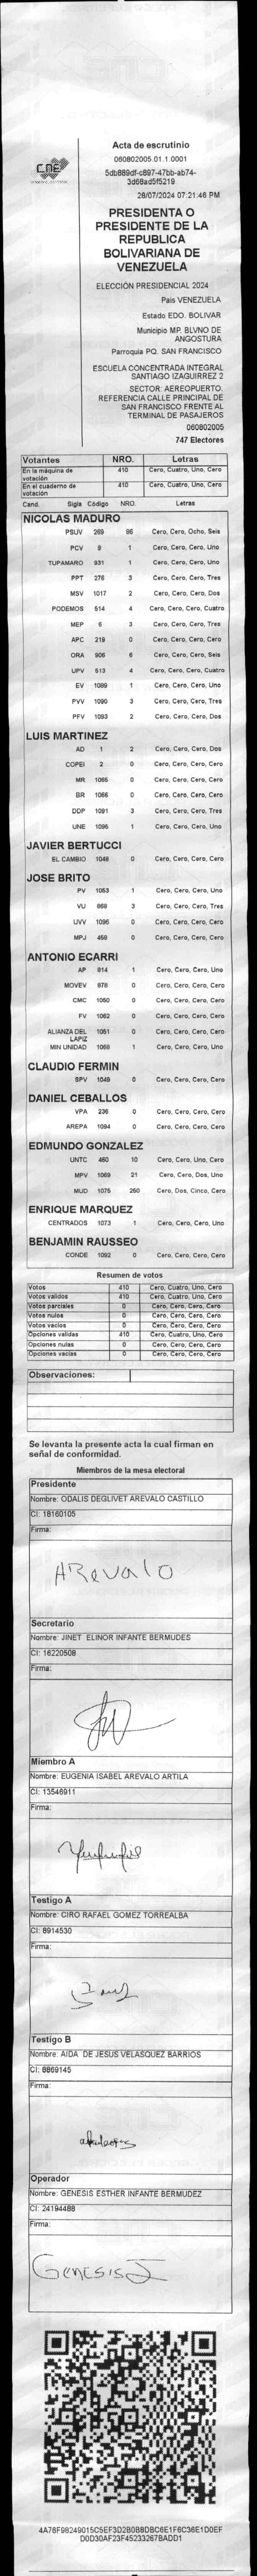 CNE
Acta de escrutinio
060802005.01.1.0001
5db889df-c897-47bb-ab74-
3d68ad5f5219
28/07/2024 07:21:46 PM
PRESIDENTA O
PRESIDENTE DE LA
REPUBLICA
BOLIVARIANA DE
VENEZUELA
ELECCIÓN PRESIDENCIAL 2024
Pais VENEZUELA
Estado EDO. BOLIVAR
Municipio MP. BLVNO DE
ANGOSTURA
Parroquia PQ. SAN FRANCISCO
ESCUELA CONCENTRADA INTEGRAL
SANTIAGO IZAGUIRREZ 2
SECTOR: AEREOPUERTO.
REFERENCIA CALLE PRINCIPAL DE
SAN FRANCISCO FRENTE AL
TERMINAL DE PASAJEROS
060802005
747 Electores
Votantes NRO. Letras
En la máquina de votación 410 Cero, Cuatro, Uno, Cero
En el cuaderno de votación 410 Cero, Cuatro, Uno, Cero
Cand. Sigla Código NRO. Letras
NICOLAS MADURO
PSUV 269 86 Cero, Cero, Ocho, Seis
PCV 9 1 Cero, Cero, Cero, Uno
TUPAMARO 931 1 Cero, Cero, Cero, Uno
PPT 276 3 Cero, Cero, Cero, Tres
MSV 1017 2 Cero, Cero, Cero, Dos
PODEMOS 514 4 Cero, Cero, Cero, Cuatro
MEP 6 3 Cero, Cero, Cero, Tres
APC 219 0 Cero, Cero, Cero, Cero
ORA 906 6 Cero, Cero, Cero, Seis
UPV 513 4 Cero, Cero, Cero, Cuatro
EV 1089 1 Cero, Cero, Cero, Uno
PVV 1090 3 Cero, Cero, Cero, Tres
PFV 1093 2 Cero, Cero, Cero, Dos
LUIS MARTINEZ
AD 1 2 Cero, Cero, Cero, Dos
COPEI 2 0 Cero, Cero, Cero, Cero
MR 1065 0 Cero, Cero, Cero, Cero
BR 1066 0 Cero, Cero, Cero, Cero
DDP 1091 3 Cero, Cero, Cero, Tres
UNE 1095 1 Cero, Cero, Cero, Uno
JAVIER BERTUCCI
EL CAMBIO 1048 0 Cero, Cero, Cero, Cero
JOSE BRITO
PV 1053 1 Cero, Cero, Cero, Uno
VU 868 3 Cero, Cero, Cero, Tres
UVV 1096 0 Cero, Cero, Cero, Cero
MPJ 458 0 Cero, Cero, Cero, Cero
ANTONIO ECARRI
AP 814 1 Cero, Cero, Cero, Uno
MOVEV 978 0 Cero, Cero, Cero, Cero
CMC 1050 0 Cero, Cero, Cero, Cero
FV 1062 0 Cero, Cero, Cero, Cero
ALIANZA DEL LAPIZ 1051 0 Cero, Cero, Cero, Cero
MIN UNIDAD 1068 1 Cero, Cero, Cero, Uno
CLAUDIO FERMIN
SPV 1049 0 Cero, Cero, Cero, Cero
DANIEL CEBALLOS
VPA 236 0 Cero, Cero, Cero, Cero
AREPA 1094 0 Cero, Cero, Cero, Cero
EDMUNDO GONZALEZ
UNTC 460 10 Cero, Cero, Uno, Cero
MPV 1069 21 Cero, Cero, Dos, Uno
MUD 1075 250 Cero, Dos, Cinco, Cero
ENRIQUE MARQUEZ
CENTRADOS 1073 1 Cero, Cero, Cero, Uno
BENJAMIN RAUSSEO
CONDE 1092 0 Cero, Cero, Cero, Cero
Resumen de votos
Votos 410 Cero, Cuatro, Uno, Cero
Votos validos 410 Cero, Cuatro, Uno, Cero
Votos parciales 0 Cero, Cero, Cero, Cero
Votos nulos 0 Cero, Cero, Cero, Cero
Votos vacíos 0 Cero, Cero, Cero, Cero
Opciones validas 410 Cero, Cuatro, Uno, Cero
Opciones nulas 0 Cero, Cero, Cero, Cero
Opciones vacías 0 Cero, Cero, Cero, Cero
Observaciones:
Se levanta la presente acta la cual firman en
señal de conformidad.
Miembros de la mesa electoral
Presidente
Nombre: ODALIS DEGLIVET AREVALO CASTILLO
CI: 18160105
Firma:
AREvalo
Secretario
Nombre: JINET ELINOR INFANTE BERMUDES
CI: 16220508
Firma:
Miembro A
Nombre: EUGENIA ISABEL AREVALO ARTILA
CI: 13546911
Firma:
Testigo A
Nombre: CIRO RAFAEL GOMEZ TORREALBA
CI: 8914530
Firma:
Testigo B
Nombre: AIDA DE JESUS VELASQUEZ BARRIOS
CI: 8869145
Firma:
Operador
Nombre: GENESIS ESTHER INFANTE BERMUDEZ
CI: 24194488
Firma:
GENESIS I
4A76F98249015C5EF3D2B0B8DBC6E1F6C36E1D0EF
D0D30AF23F45233267BADD1